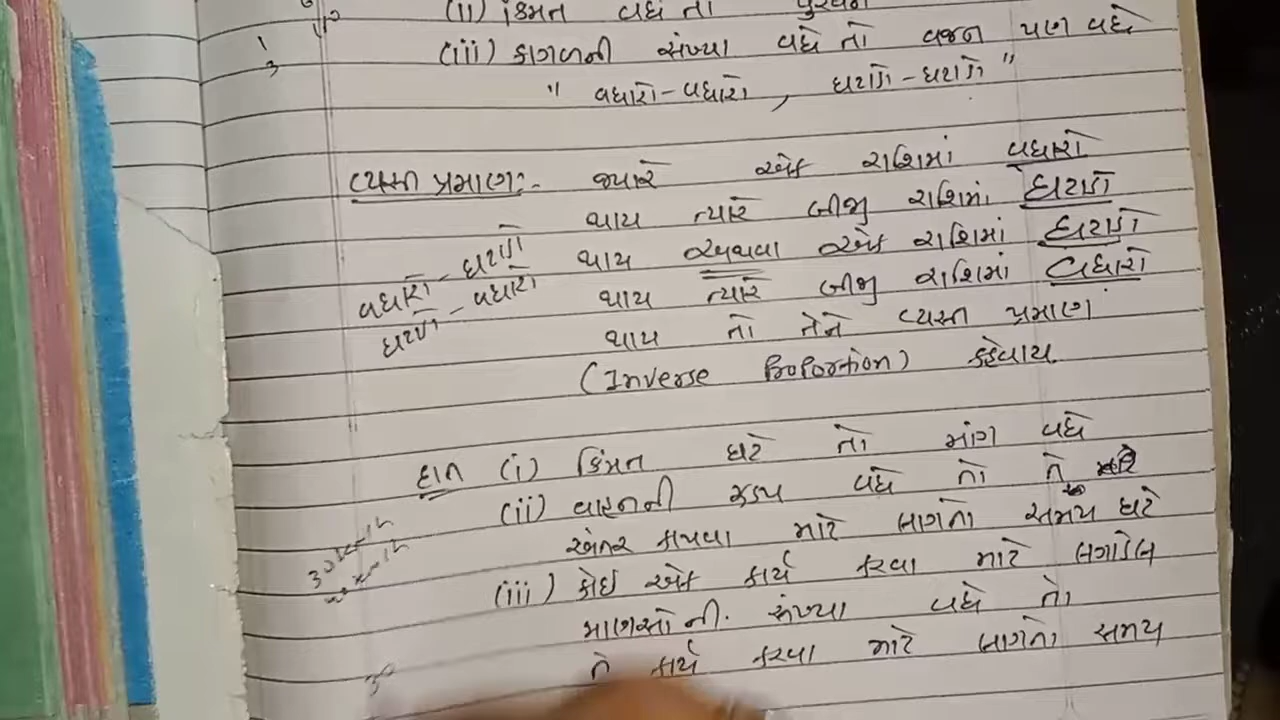 (ii) કિંમત વધે તો
(iii) કાગળની સંખ્યા વધે તો વજન પણ વધે
" વધારો - વધારો , ઘટાડો - ઘટાડો "
વ્યસ્ત પ્રમાણ :- જ્યારે એક રાશિમાં વધારો
થાય ત્યારે બીજી રાશિમાં ઘટાડો
થાય અથવા એક રાશિમાં ઘટાડો
થાય ત્યારે બીજી રાશિમાં વધારો
થાય તો તેને વ્યસ્ત પ્રમાણ
(Inverse Proportion) કહેવાય.
વધારો - ઘટાડો
ઘટાડો - વધારો
દા.ત (i) કિંમત ઘટે તો માંગ વધે
(ii) વાહનની ઝડપ વધે તો તે
અંતર કાપવા માટે લાગતો સમય ઘટે
(iii) કોઇ એક કાર્ય કરવા માટે લગાડેલ
માણસોની સંખ્યા વધે તો
તે કાર્ય કરવા માટે લાગતો સમય